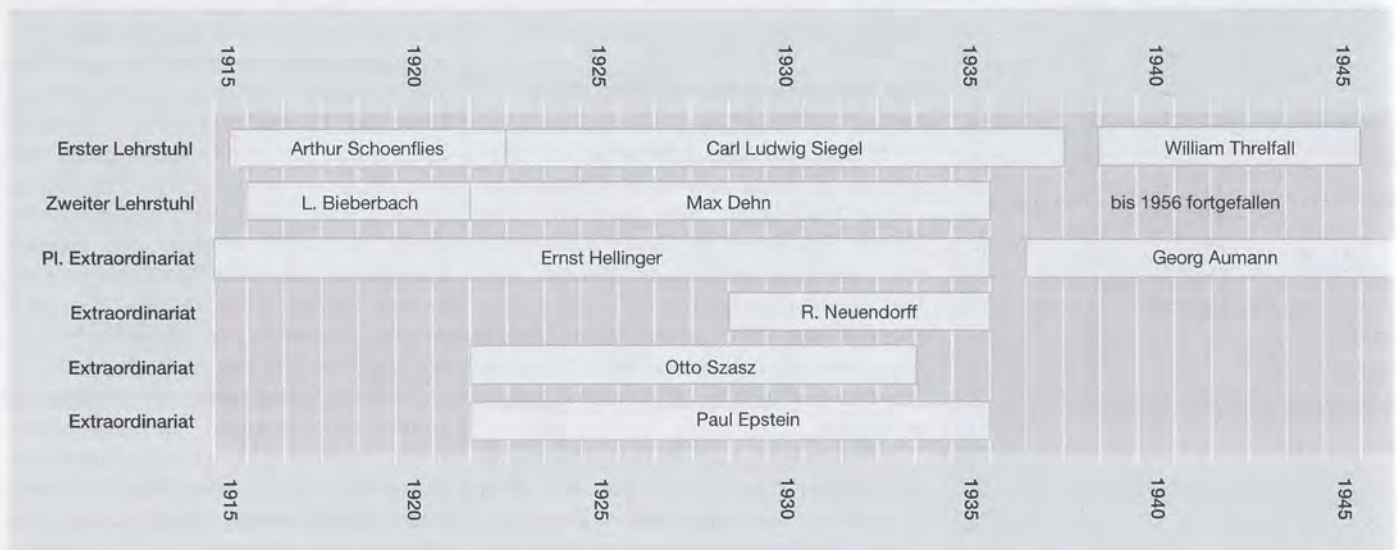 1915 1920 1925 1930 1935 1940 1945
Erster Lehrstuhl Arthur Schoenflies Carl Ludwig Siegel William Threlfall
Zweiter Lehrstuhl L. Bieberbach Max Dehn bis 1956 fortgefallen
Pl. Extraordinariat Ernst Hellinger Georg Aumann
Extraordinariat R. Neuendorff
Extraordinariat Otto Szasz
Extraordinariat Paul Epstein
1915 1920 1925 1930 1935 1940 1945